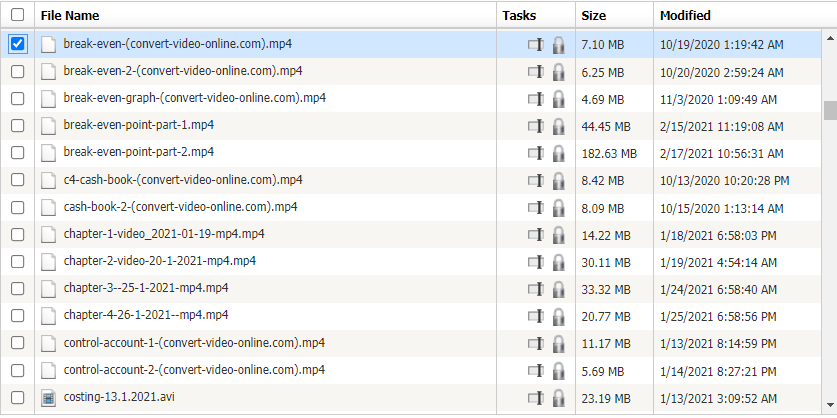 File Name Tasks Size Modified
break-even-(convert-video-online.com).mp4 7.10 MB 10/19/2020 1:19:42 AM
break-even-2-(convert-video-online.com).mp4 6.25 MB 10/20/2020 2:59:24 AM
break-even-graph-(convert-video-online.com).mp4 4.69 MB 11/3/2020 1:09:49 AM
break-even-point-part-1.mp4 44.45 MB 2/15/2021 11:19:08 AM
break-even-point-part-2.mp4 182.63 MB 2/17/2021 10:56:31 AM
c4-cash-book-(convert-video-online.com).mp4 8.42 MB 10/13/2020 10:20:28 PM
cash-book-2-(convert-video-online.com).mp4 8.09 MB 10/15/2020 1:13:14 AM
chapter-1-video_2021-01-19-mp4.mp4 14.22 MB 1/18/2021 6:58:03 PM
chapter-2-video-20-1-2021-mp4.mp4 30.11 MB 1/19/2021 4:54:14 AM
chapter-3--25-1-2021-mp4.mp4 33.32 MB 1/24/2021 6:58:40 AM
chapter-4-26-1-2021--mp4.mp4 20.77 MB 1/25/2021 6:58:56 PM
control-account-1-(convert-video-online.com).mp4 11.17 MB 1/13/2021 8:14:59 PM
control-account-2-(convert-video-online.com).mp4 5.69 MB 1/14/2021 8:27:21 PM
costing-13.1.2021.avi 23.19 MB 1/13/2021 3:09:52 AM